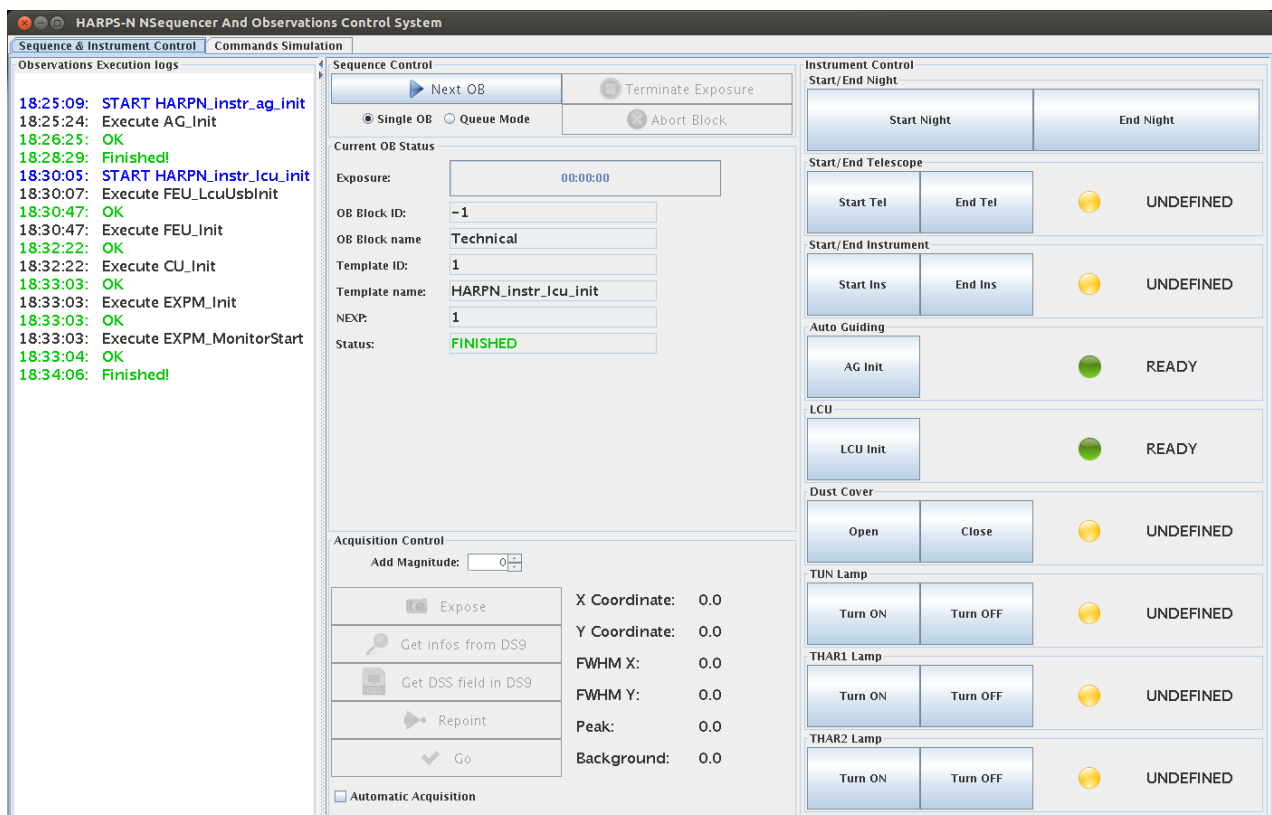 HARPS-N NSequencer And Observations Control System
Sequence & Instrument Control
Commands Simulation
Observations Execution logs
18:25:09: START HARPN_instr_ag_init
18:25:24: Execute AG_Init
18:26:25: OK
18:28:29: Finished!
18:30:05: START HARPN_instr_lcu_init
18:30:07: Execute FEU_LcuUsbInit
18:30:47: OK
18:30:47: Execute FEU_Init
18:32:22: OK
18:32:22: Execute CU_Init
18:33:03: OK
18:33:03: Execute EXPM_Init
18:33:03: OK
18:33:03: Execute EXPM_MonitorStart
18:33:04: OK
18:34:06: Finished!
Sequence Control
Next OB
Terminate Exposure
Single OB Queue Mode
Abort Block
Current OB Status
Exposure: 00:00:00
OB Block ID: -1
OB Block name Technical
Template ID: 1
Template name: HARPN_instr_lcu_init
NEXP: 1
Status: FINISHED
Acquisition Control
Add Magnitude: 0
Expose
Get infos from DS9
DSS
Get DSS field in DS9
Repoint
Go
Automatic Acquisition
X Coordinate: 0.0
Y Coordinate: 0.0
FWHM X: 0.0
FWHM Y: 0.0
Peak: 0.0
Background: 0.0
Instrument Control
Start/End Night
Start Night End Night
Start/End Telescope
Start Tel End Tel UNDEFINED
Start/End Instrument
Start Ins End Ins UNDEFINED
Auto Guiding
AG Init READY
LCU
LCU Init READY
Dust Cover
Open Close UNDEFINED
TUN Lamp
Turn ON Turn OFF UNDEFINED
THAR1 Lamp
Turn ON Turn OFF UNDEFINED
THAR2 Lamp
Turn ON Turn OFF UNDEFINED